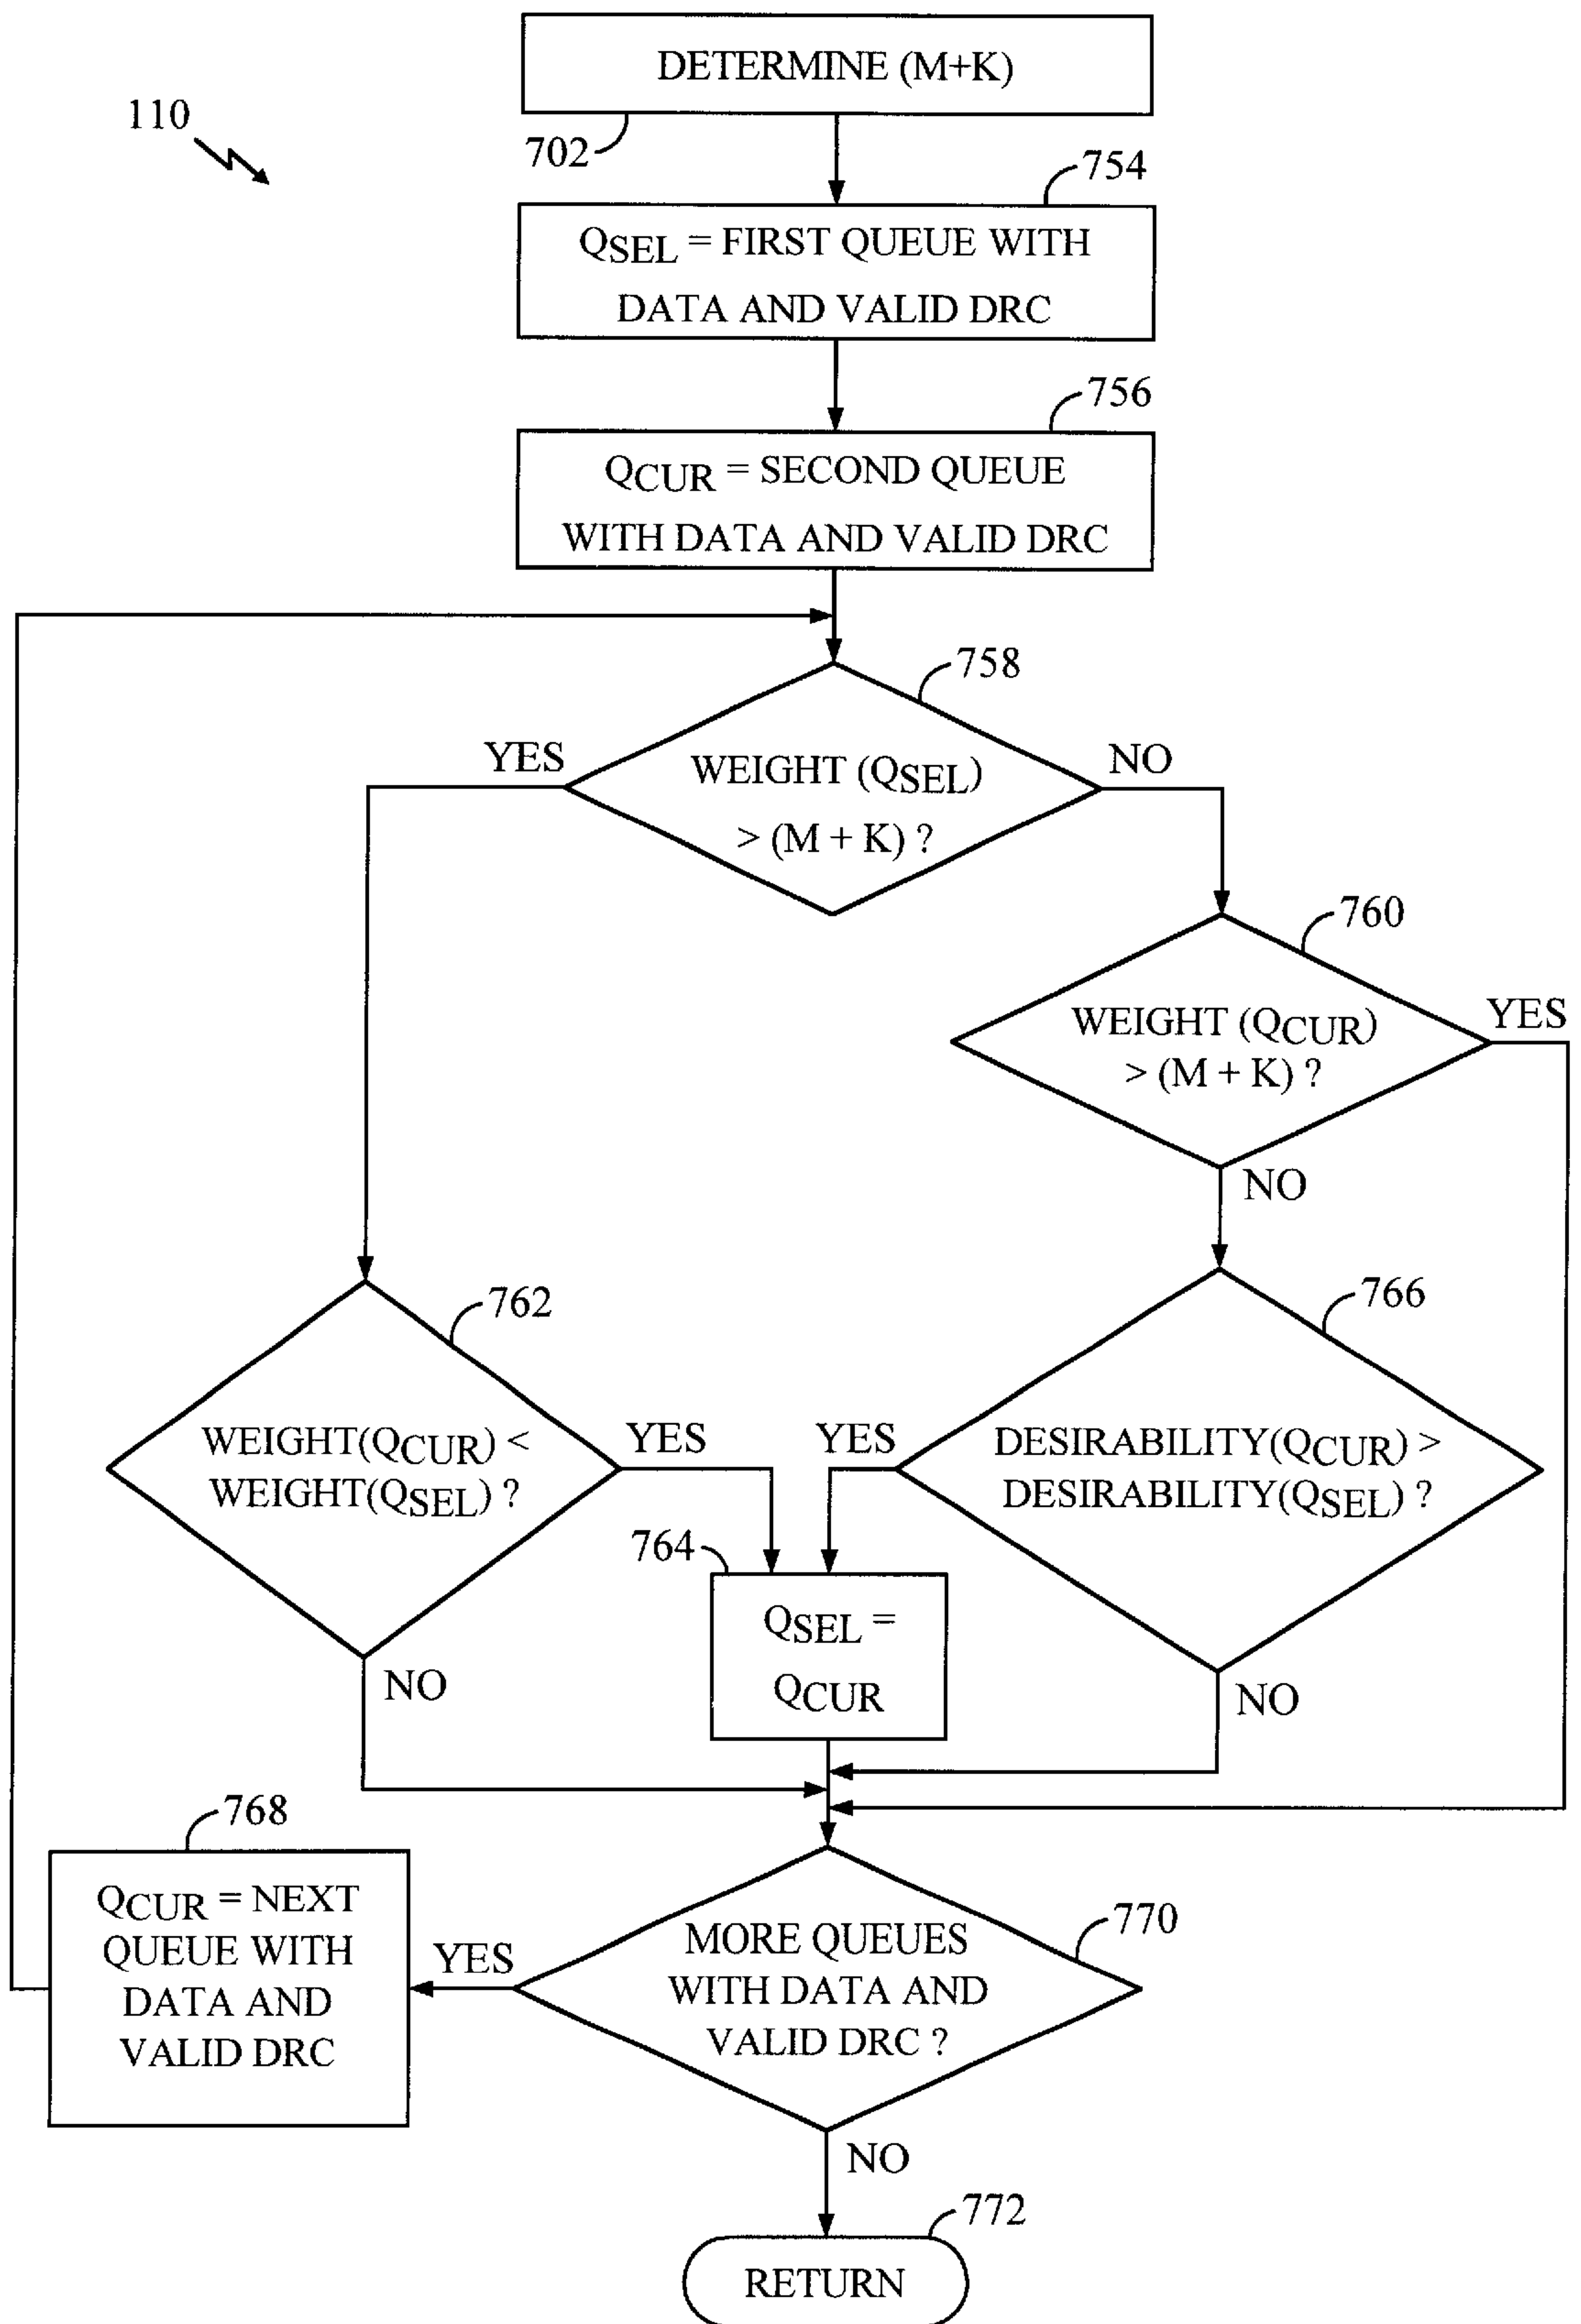 DETERMINE (M+K)
110
702
754
QSEL = FIRST QUEUE WITH
DATA AND VALID DRC
756
QCUR = SECOND QUEUE
WITH DATA AND VALID DRC
758
YES
NO
WEIGHT (QSEL)
> (M + K) ?
760
WEIGHT (QCUR)
> (M + K) ?
YES
NO
762
766
WEIGHT(QCUR) <
WEIGHT(QSEL) ?
YES
YES
DESIRABILITY(QCUR) >
DESIRABILITY(QSEL) ?
764
QSEL =
QCUR
NO
NO
768
QCUR = NEXT
QUEUE WITH
DATA AND
VALID DRC
YES
770
MORE QUEUES
WITH DATA AND
VALID DRC ?
NO
772
RETURN